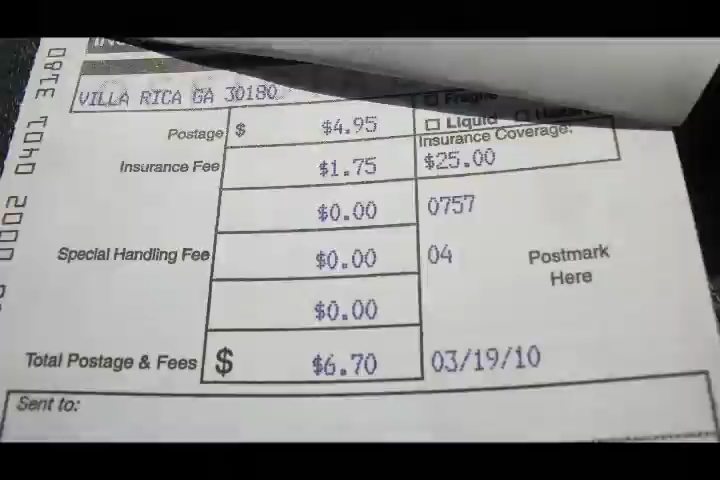 VILLA RICA GA 30180
Fragile
Postage $ $4.95 Liquid
Insurance Coverage:
Insurance Fee $1.75 $25.00
$0.00 0757
Special Handling Fee $0.00 04 Postmark
Here
$0.00
Total Postage & Fees $ $6.70 03/19/10
Sent to:
0002 0401 3180